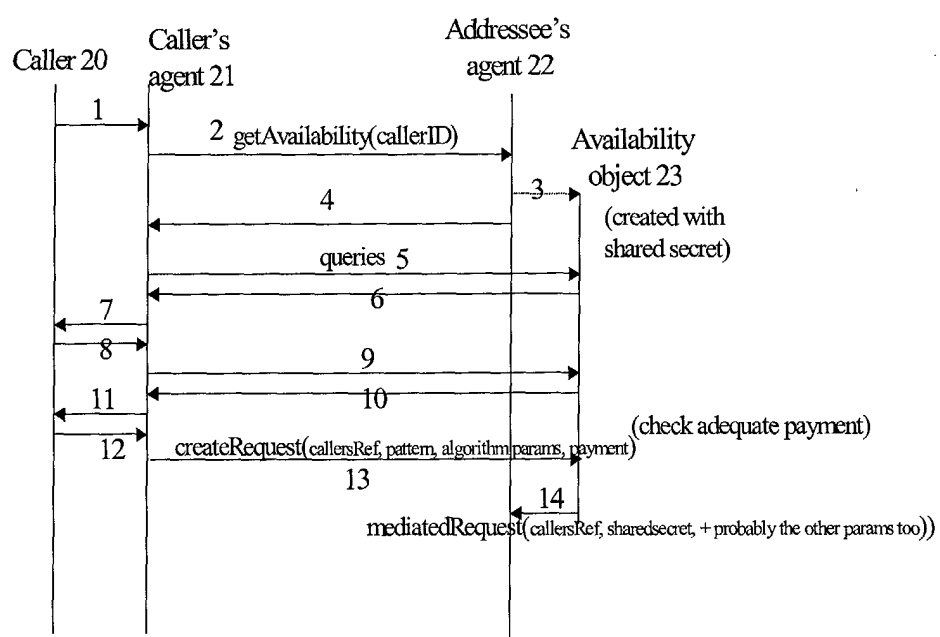 Caller 20
Caller's
agent 21
Addressee's
agent 22
1
2 getAvailability(callerID)
Availability
object 23
3
4
(created with
shared secret)
queries 5
6
7
8
9
10
11
(check adequate payment)
12
createRequest(callersRef, pattern, algorithm params, payment)
13
14
mediatedRequest(callersRef, sharedsecret, + probably the other params too))